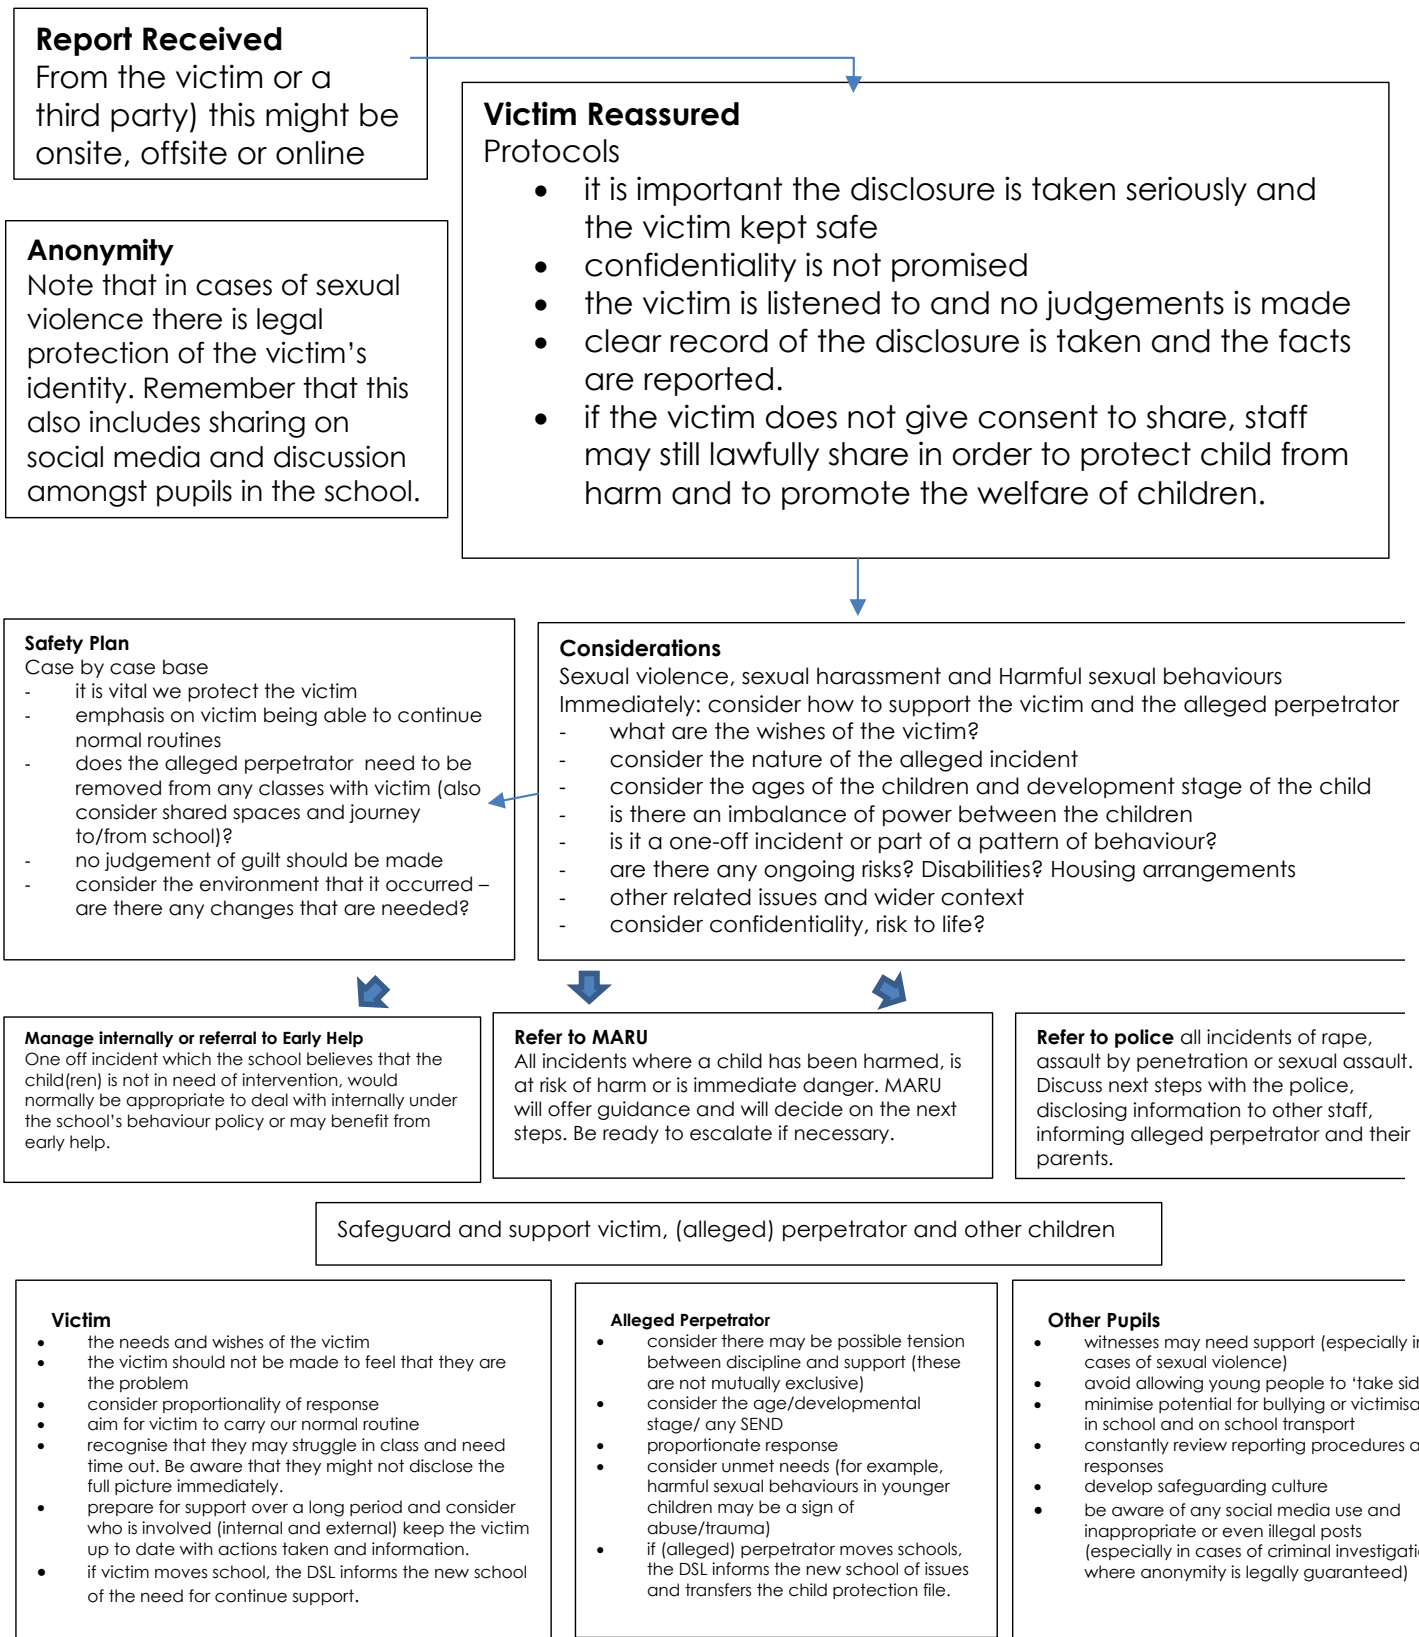 Report Received
From the victim or a
third party) this might be
onsite, offsite or online
Victim Reassured
Protocols
• it is important the disclosure is taken seriously and
the victim kept safe
• confidentiality is not promised
• the victim is listened to and no judgements is made
• clear record of the disclosure is taken and the facts
are reported.
• if the victim does not give consent to share, staff
may still lawfully share in order to protect child from
harm and to promote the welfare of children.
Anonymity
Note that in cases of sexual
violence there is legal
protection of the victim’s
identity. Remember that this
also includes sharing on
social media and discussion
amongst pupils in the school.
Safety Plan
Case by case base
- it is vital we protect the victim
- emphasis on victim being able to continue
normal routines
- does the alleged perpetrator need to be
removed from any classes with victim (also
consider shared spaces and journey
to/from school)?
- no judgement of guilt should be made
- consider the environment that it occurred –
are there any changes that are needed?
Considerations
Sexual violence, sexual harassment and Harmful sexual behaviours
Immediately: consider how to support the victim and the alleged perpetrator
- what are the wishes of the victim?
- consider the nature of the alleged incident
- consider the ages of the children and development stage of the child
- is there an imbalance of power between the children
- is it a one-off incident or part of a pattern of behaviour?
- are there any ongoing risks? Disabilities? Housing arrangements
- other related issues and wider context
- consider confidentiality, risk to life?
Manage internally or referral to Early Help
One off incident which the school believes that the
child(ren) is not in need of intervention, would
normally be appropriate to deal with internally under
the school’s behaviour policy or may benefit from
early help.
Refer to MARU
All incidents where a child has been harmed, is
at risk of harm or is immediate danger. MARU
will offer guidance and will decide on the next
steps. Be ready to escalate if necessary.
Refer to police all incidents of rape,
assault by penetration or sexual assault.
Discuss next steps with the police,
disclosing information to other staff,
informing alleged perpetrator and their
parents.
Safeguard and support victim, (alleged) perpetrator and other children
Victim
• the needs and wishes of the victim
• the victim should not be made to feel that they are
the problem
• consider proportionality of response
• aim for victim to carry our normal routine
• recognise that they may struggle in class and need
time out. Be aware that they might not disclose the
full picture immediately.
• prepare for support over a long period and consider
who is involved (internal and external) keep the victim
up to date with actions taken and information.
• if victim moves school, the DSL informs the new school
of the need for continue support.
Alleged Perpetrator
• consider there may be possible tension
between discipline and support (these
are not mutually exclusive)
• consider the age/developmental
stage/ any SEND
• proportionate response
• consider unmet needs (for example,
harmful sexual behaviours in younger
children may be a sign of
abuse/trauma)
• if (alleged) perpetrator moves schools,
the DSL informs the new school of issues
and transfers the child protection file.
Other Pupils
• witnesses may need support (especially
cases of sexual violence)
• avoid allowing young people to ‘take
• minimise potential for bullying or
in school and on school transport
• constantly review reporting procedures
responses
• develop safeguarding culture
• be aware of any social media use and
inappropriate or even illegal posts
(especially in cases of criminal
where anonymity is legally guaranteed)